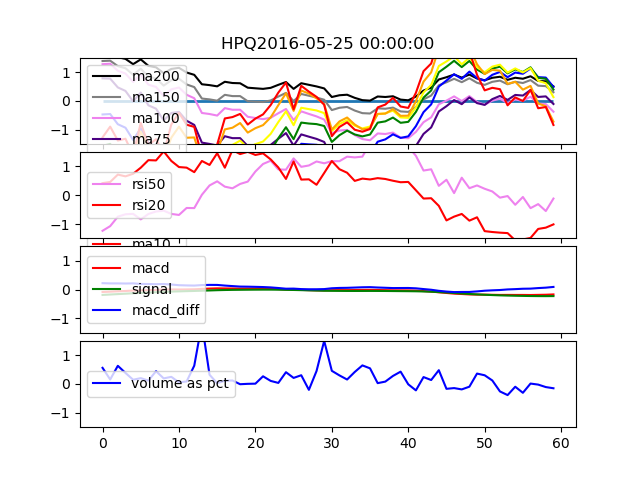 HPQ2016-05-25 00:00:00
1
0
−1
ma200
ma150
ma100
ma75
1
0
−1
rsi50
rsi20
ma10
1
0
−1
macd
signal
macd_diff
1
0
−1
volume as pct
0 10 20 30 40 50 60